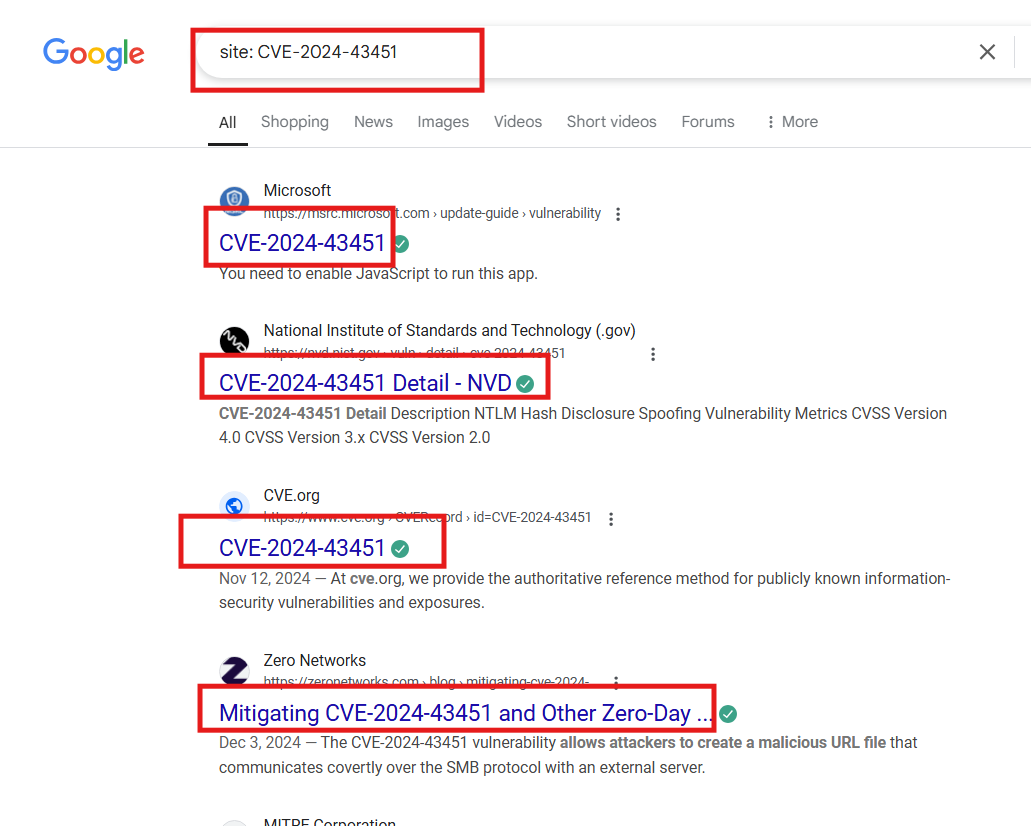 Google
site: CVE-2024-43451
All Shopping News Images Videos Short videos Forums More
Microsoft
https://msrc.microsoft.com › update-guide › vulnerability
CVE-2024-43451
You need to enable JavaScript to run this app.
National Institute of Standards and Technology (.gov)
https://nvd.nist.gov › vuln › detail › cve-2024-43451
CVE-2024-43451 Detail - NVD
CVE-2024-43451 Detail Description NTLM Hash Disclosure Spoofing Vulnerability Metrics CVSS Version
4.0 CVSS Version 3.x CVSS Version 2.0
CVE.org
https://www.cve.org › CVERecord › id=CVE-2024-43451
CVE-2024-43451
Nov 12, 2024 — At cve.org, we provide the authoritative reference method for publicly known information-
security vulnerabilities and exposures.
Zero Networks
https://zeronetworks.com › blog › mitigating-cve-2024-
Mitigating CVE-2024-43451 and Other Zero-Day ...
Dec 3, 2024 — The CVE-2024-43451 vulnerability allows attackers to create a malicious URL file that
communicates covertly over the SMB protocol with an external server.
MITRE Corporation